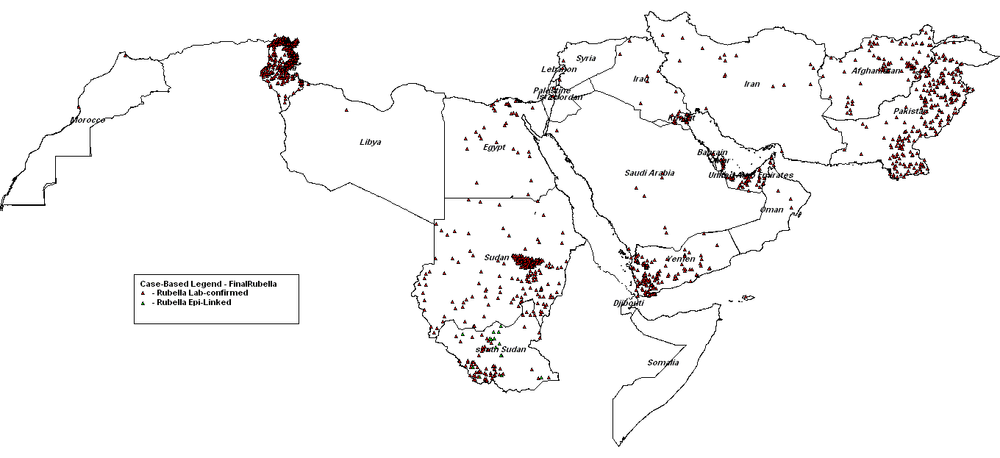 Syria
Lebanon
Afghanistan
Iraq
Iran
Palestine
Jordan
Pakistan
Kuwait
Morocco
Libya
Egypt
Bahrain
Qatar
Saudi Arabia
United Arab Emirates
Oman
Sudan
Yemen
Case-Based Legend - FinalRubella
- Rubella Lab-confirmed
- Rubella Epi-Linked
Djibouti
south Sudan
Somalia